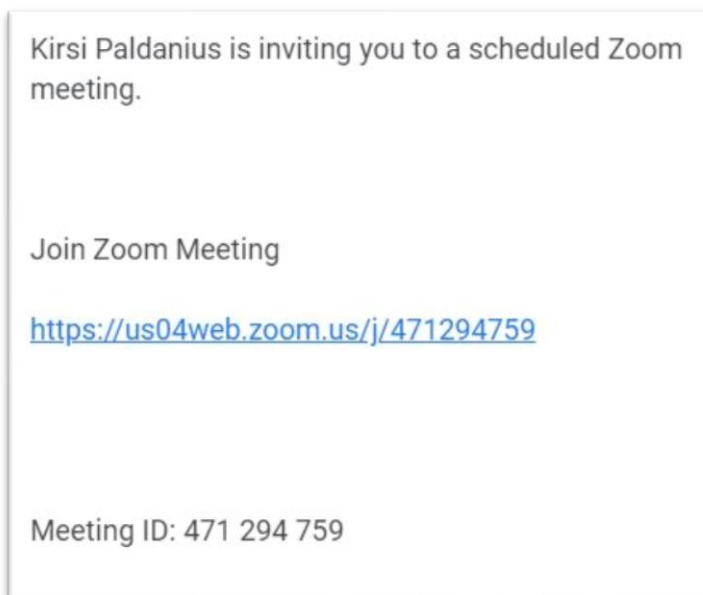 Kirsi Paldanius is inviting you to a scheduled Zoom
meeting.
Join Zoom Meeting
https://us04web.zoom.us/j/471294759
Meeting ID: 471 294 759